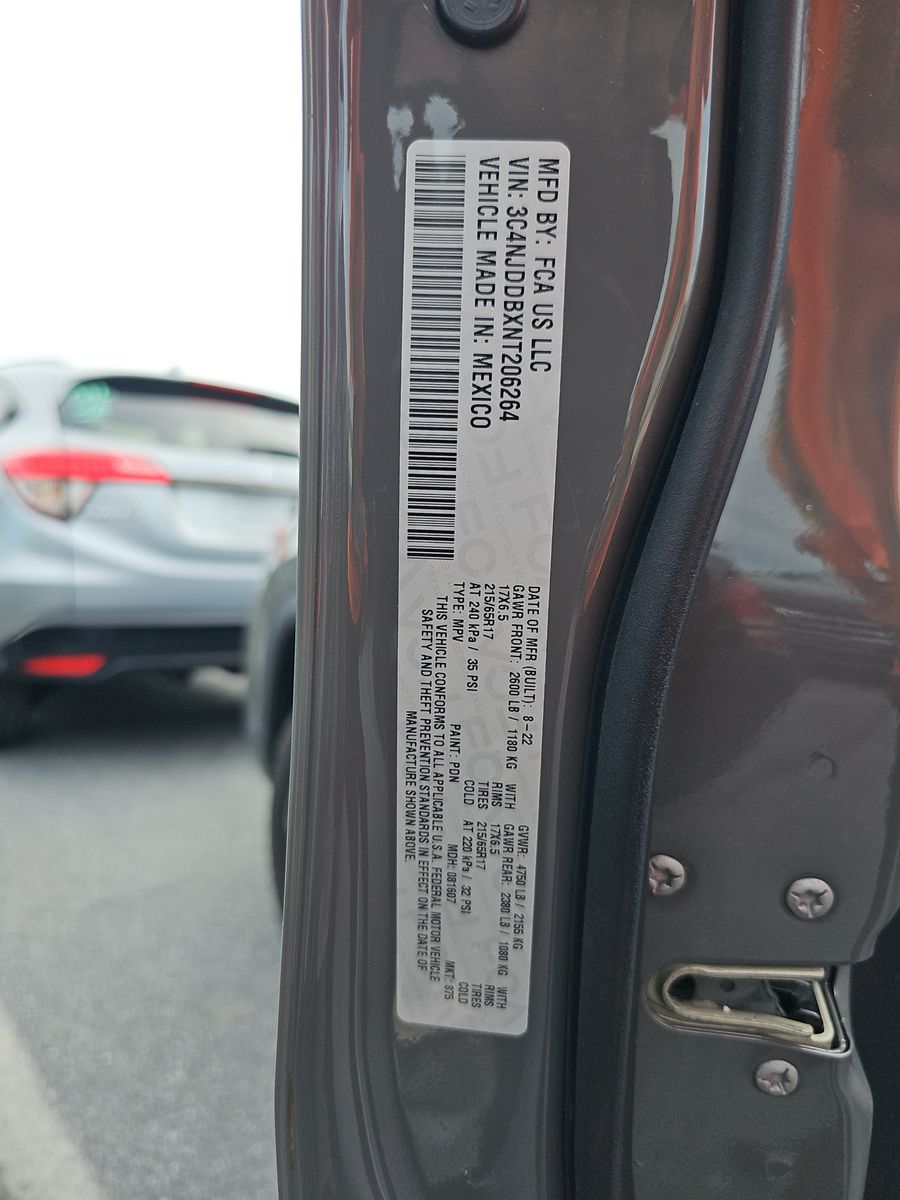 MFD BY: FCA US LLC
VIN: 3C4NJDDBXNT206264
VEHICLE MADE IN: MEXICO
DATE OF MFR (BUILT): 8-22 GVWR: 4750 LB / 2155 KG
GAWR FRONT: 2600 LB / 1180 KG WITH GAWR REAR: 2380 LB / 1080 KG WITH
17X6.5 RIMS 17X6.5 RIMS
215/65R17 TIRES 215/65R17 TIRES
AT 240 kPa / 35 PSI COLD AT 220 kPa / 32 PSI COLD
TYPE: MPV PAINT: PDN MDH: 081607 MKT: 875
THIS VEHICLE CONFORMS TO ALL APPLICABLE U.S.A. FEDERAL MOTOR VEHICLE
SAFETY AND THEFT PREVENTION STANDARDS IN EFFECT ON THE DATE OF
MANUFACTURE SHOWN ABOVE.